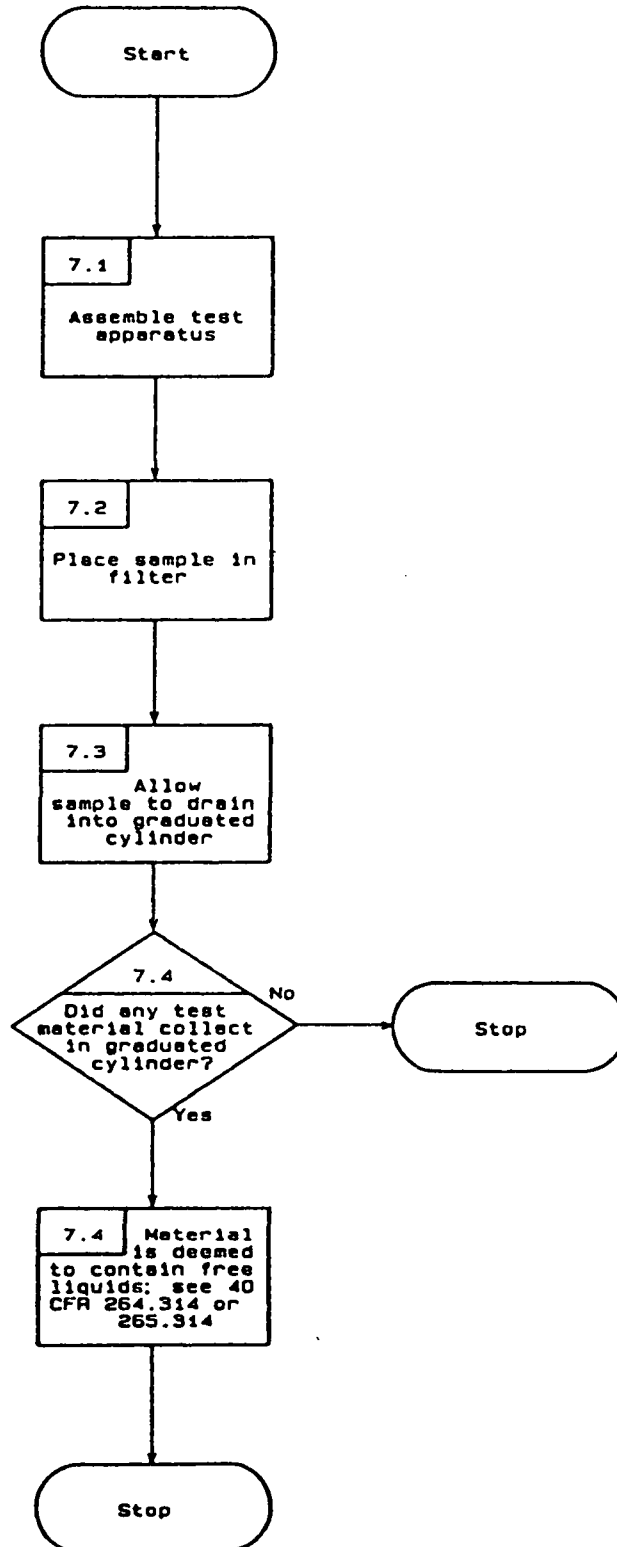 Start
7.1
Assemble test
apparatus
7.2
Place sample in
filter
7.3
Allow
sample to drain
into graduated
cylinder
7.4
Did any test
material collect
in graduated
cylinder?
No
Stop
Yes
7.4 Material
is deemed
to contain free
liquids; see 40
CFR 264.314 or
265.314
Stop